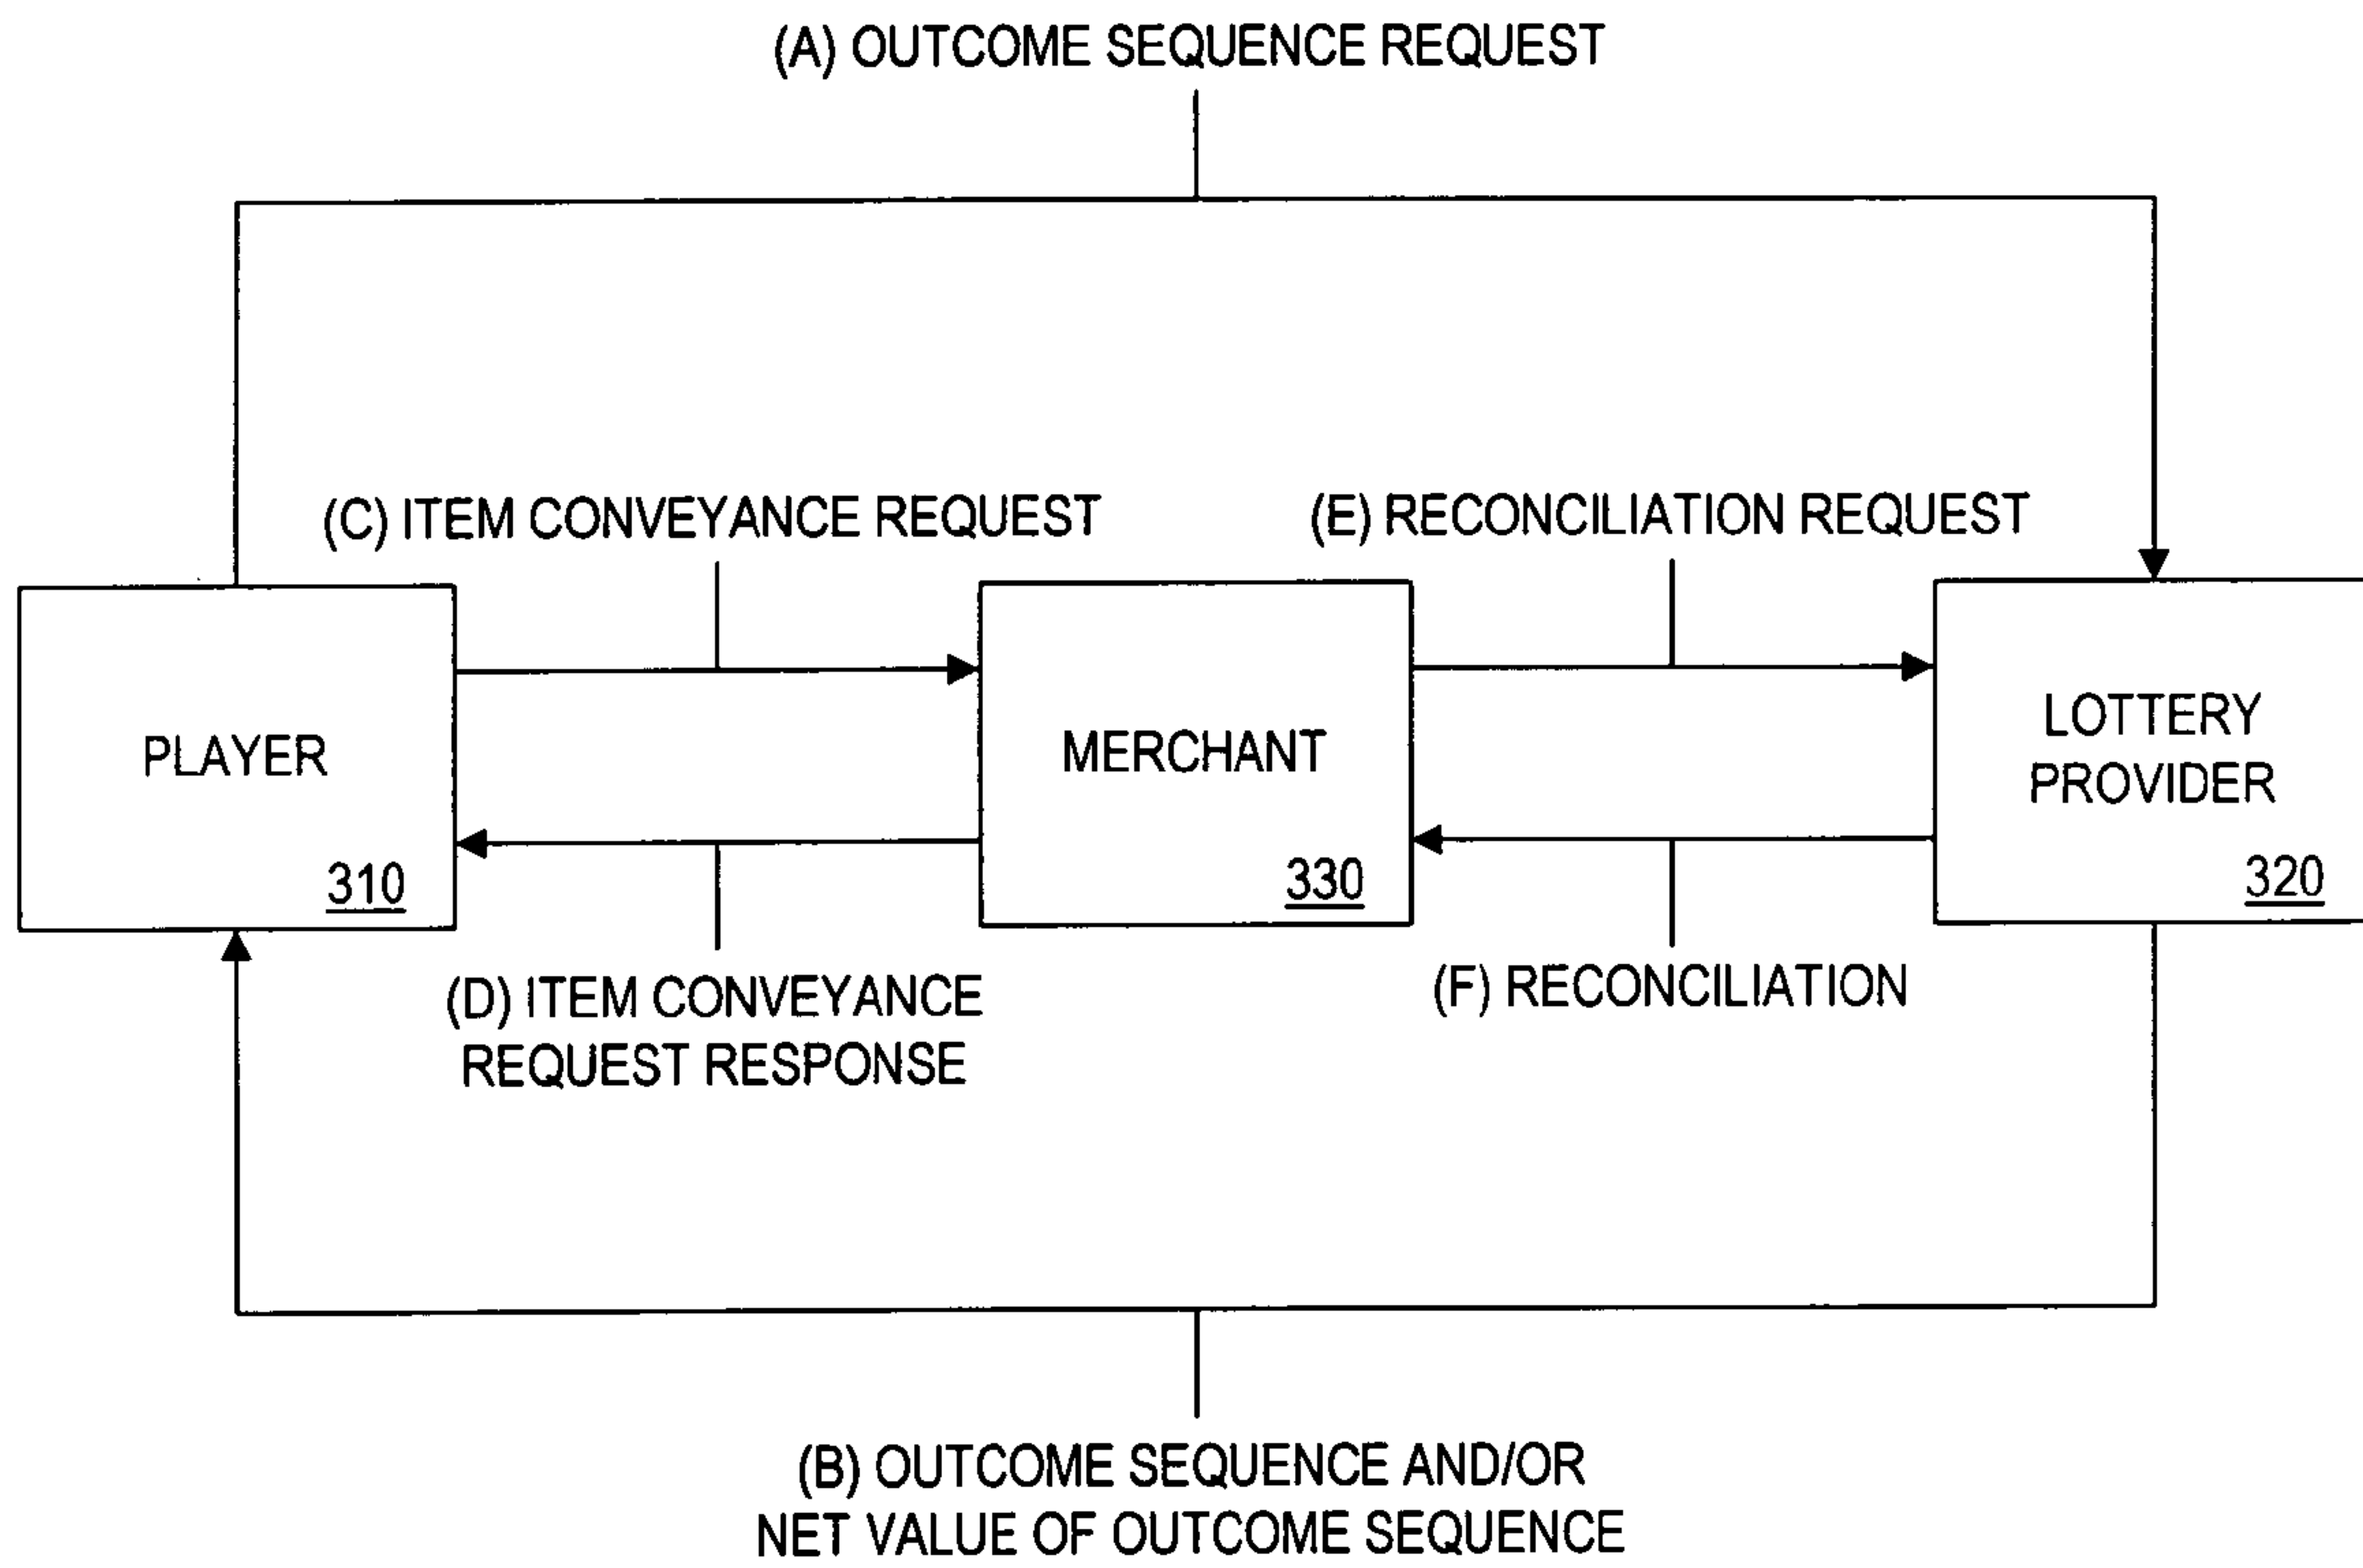 (A) OUTCOME SEQUENCE REQUEST
(C) ITEM CONVEYANCE REQUEST
(E) RECONCILIATION REQUEST
PLAYER
310
MERCHANT
330
LOTTERY
PROVIDER
320
(D) ITEM CONVEYANCE
REQUEST RESPONSE
(F) RECONCILIATION
(B) OUTCOME SEQUENCE AND/OR
NET VALUE OF OUTCOME SEQUENCE